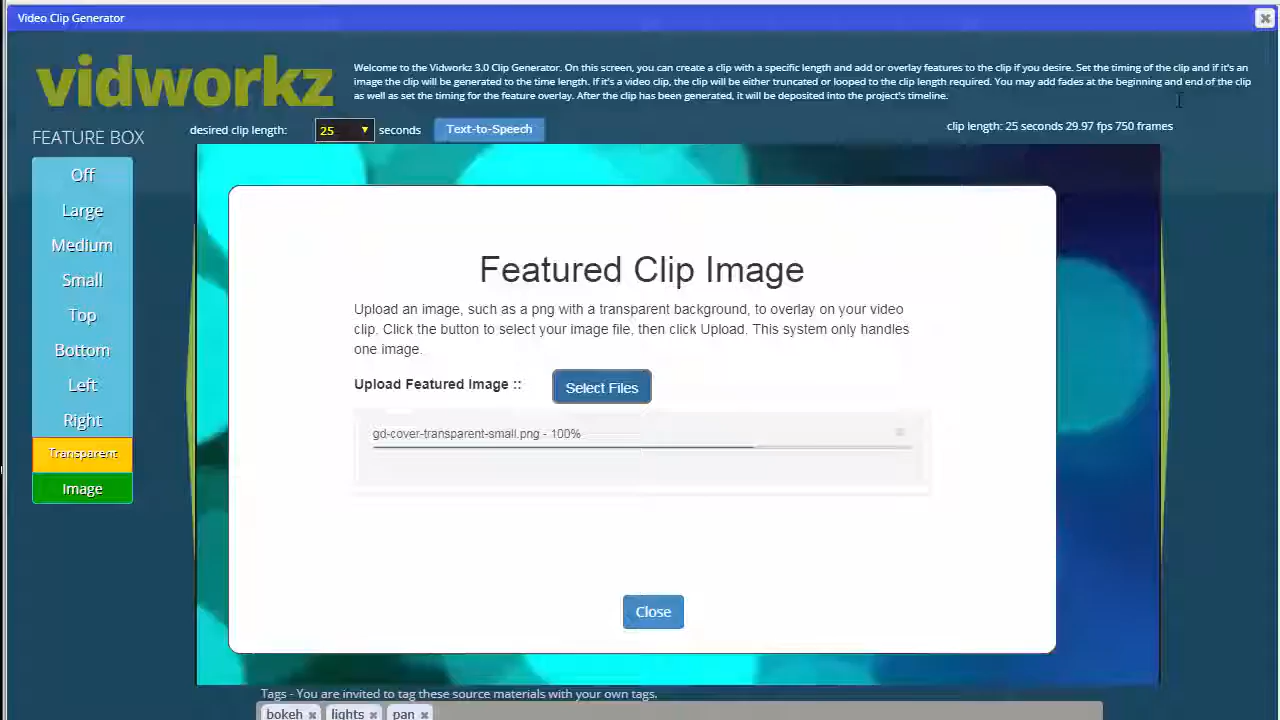 Video Clip Generator
vidworkz
Welcome to the Vidworkz 3.0 Clip Generator. On this screen, you can create a clip with a specific length and add or overlay features to the clip if you desire. Set the timing of the clip and if it's an
image the clip will be generated to the time length. If it's a video clip, the clip will be either truncated or looped to the clip length required. You may add fades at the beginning and end of the clip
as well as set the timing for the feature overlay. After the clip has been generated, it will be deposited into the project's timeline.
FEATURE BOX
desired clip length: 25 seconds Text-to-Speech
clip length: 25 seconds 29.97 fps 750 frames
Off
Large
Medium
Small
Top
Bottom
Left
Right
Transparent
Image
Featured Clip Image
Upload an image, such as a png with a transparent background, to overlay on your video
clip. Click the button to select your image file, then click Upload. This system only handles
one image.
Upload Featured Image :: Select Files
gd-cover-transparent-small.png - 100%
Close
Tags - You are invited to tag these source materials with your own tags.
bokeh × lights × pan ×